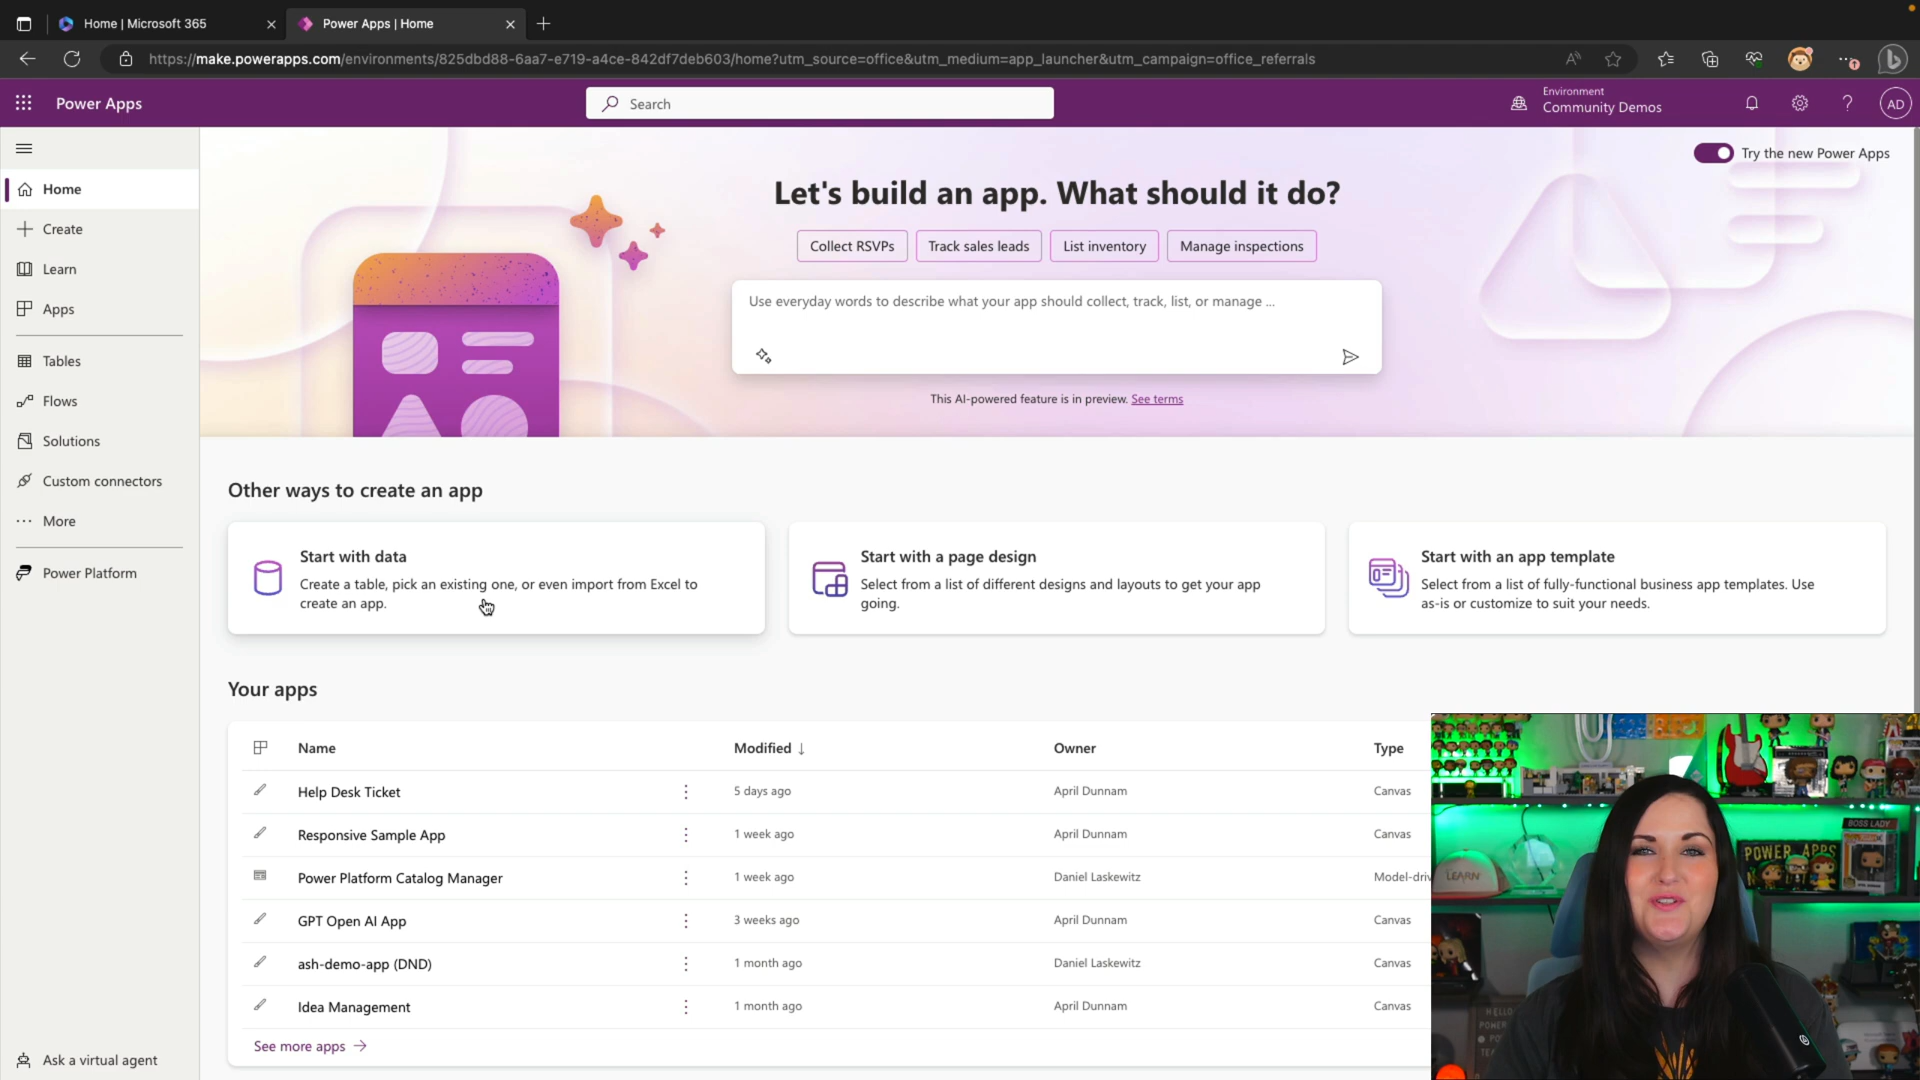 Home | Microsoft 365
Power Apps | Home
https://make.powerapps.com/environments/825dbd88-6aa7-e719-a4ce-842df7deb603/home?utm_source=office&utm_medium=app_launcher&utm_campaign=office_referrals
Power Apps
Search
Environment
Community Demos
AD
Home
Create
Learn
Apps
Tables
Flows
Solutions
Custom connectors
More
Power Platform
Ask a virtual agent
Try the new Power Apps
Let's build an app. What should it do?
Collect RSVPs
Track sales leads
List inventory
Manage inspections
Use everyday words to describe what your app should collect, track, list, or manage ...
This AI-powered feature is in preview. See terms
Other ways to create an app
Start with data
Create a table, pick an existing one, or even import from Excel to
create an app.
Start with a page design
Select from a list of different designs and layouts to get your app
going.
Start with an app template
Select from a list of fully-functional business app templates. Use
as-is or customize to suit your needs.
Your apps
Name Modified ↓ Owner Type
Help Desk Ticket 5 days ago April Dunnam Canvas
Responsive Sample App 1 week ago April Dunnam Canvas
Power Platform Catalog Manager 1 week ago Daniel Laskewitz Model-driv
GPT Open AI App 3 weeks ago April Dunnam Canvas
ash-demo-app (DND) 1 month ago Daniel Laskewitz Canvas
Idea Management 1 month ago April Dunnam Canvas
See more apps →
BOSS LADY
POWER APPS
LEARN
HELLO
POWER